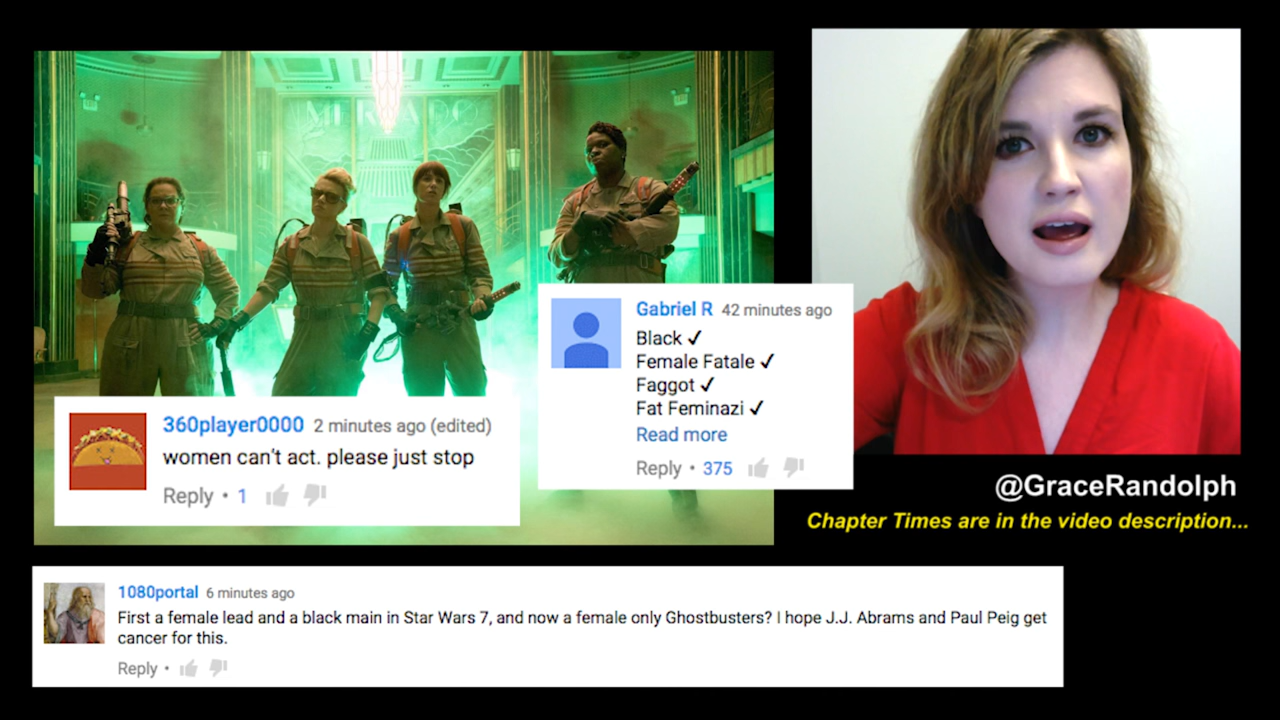 MERCADO
Gabriel R 42 minutes ago
Black ✓
Female Fatale ✓
Faggot ✓
Fat Feminazi ✓
Read more
Reply • 375
360player0000 2 minutes ago (edited)
women can't act. please just stop
Reply • 1
@GraceRandolph
Chapter Times are in the video description...
1080portal 6 minutes ago
First a female lead and a black main in Star Wars 7, and now a female only Ghostbusters? I hope J.J. Abrams and Paul Peig get
cancer for this.
Reply •